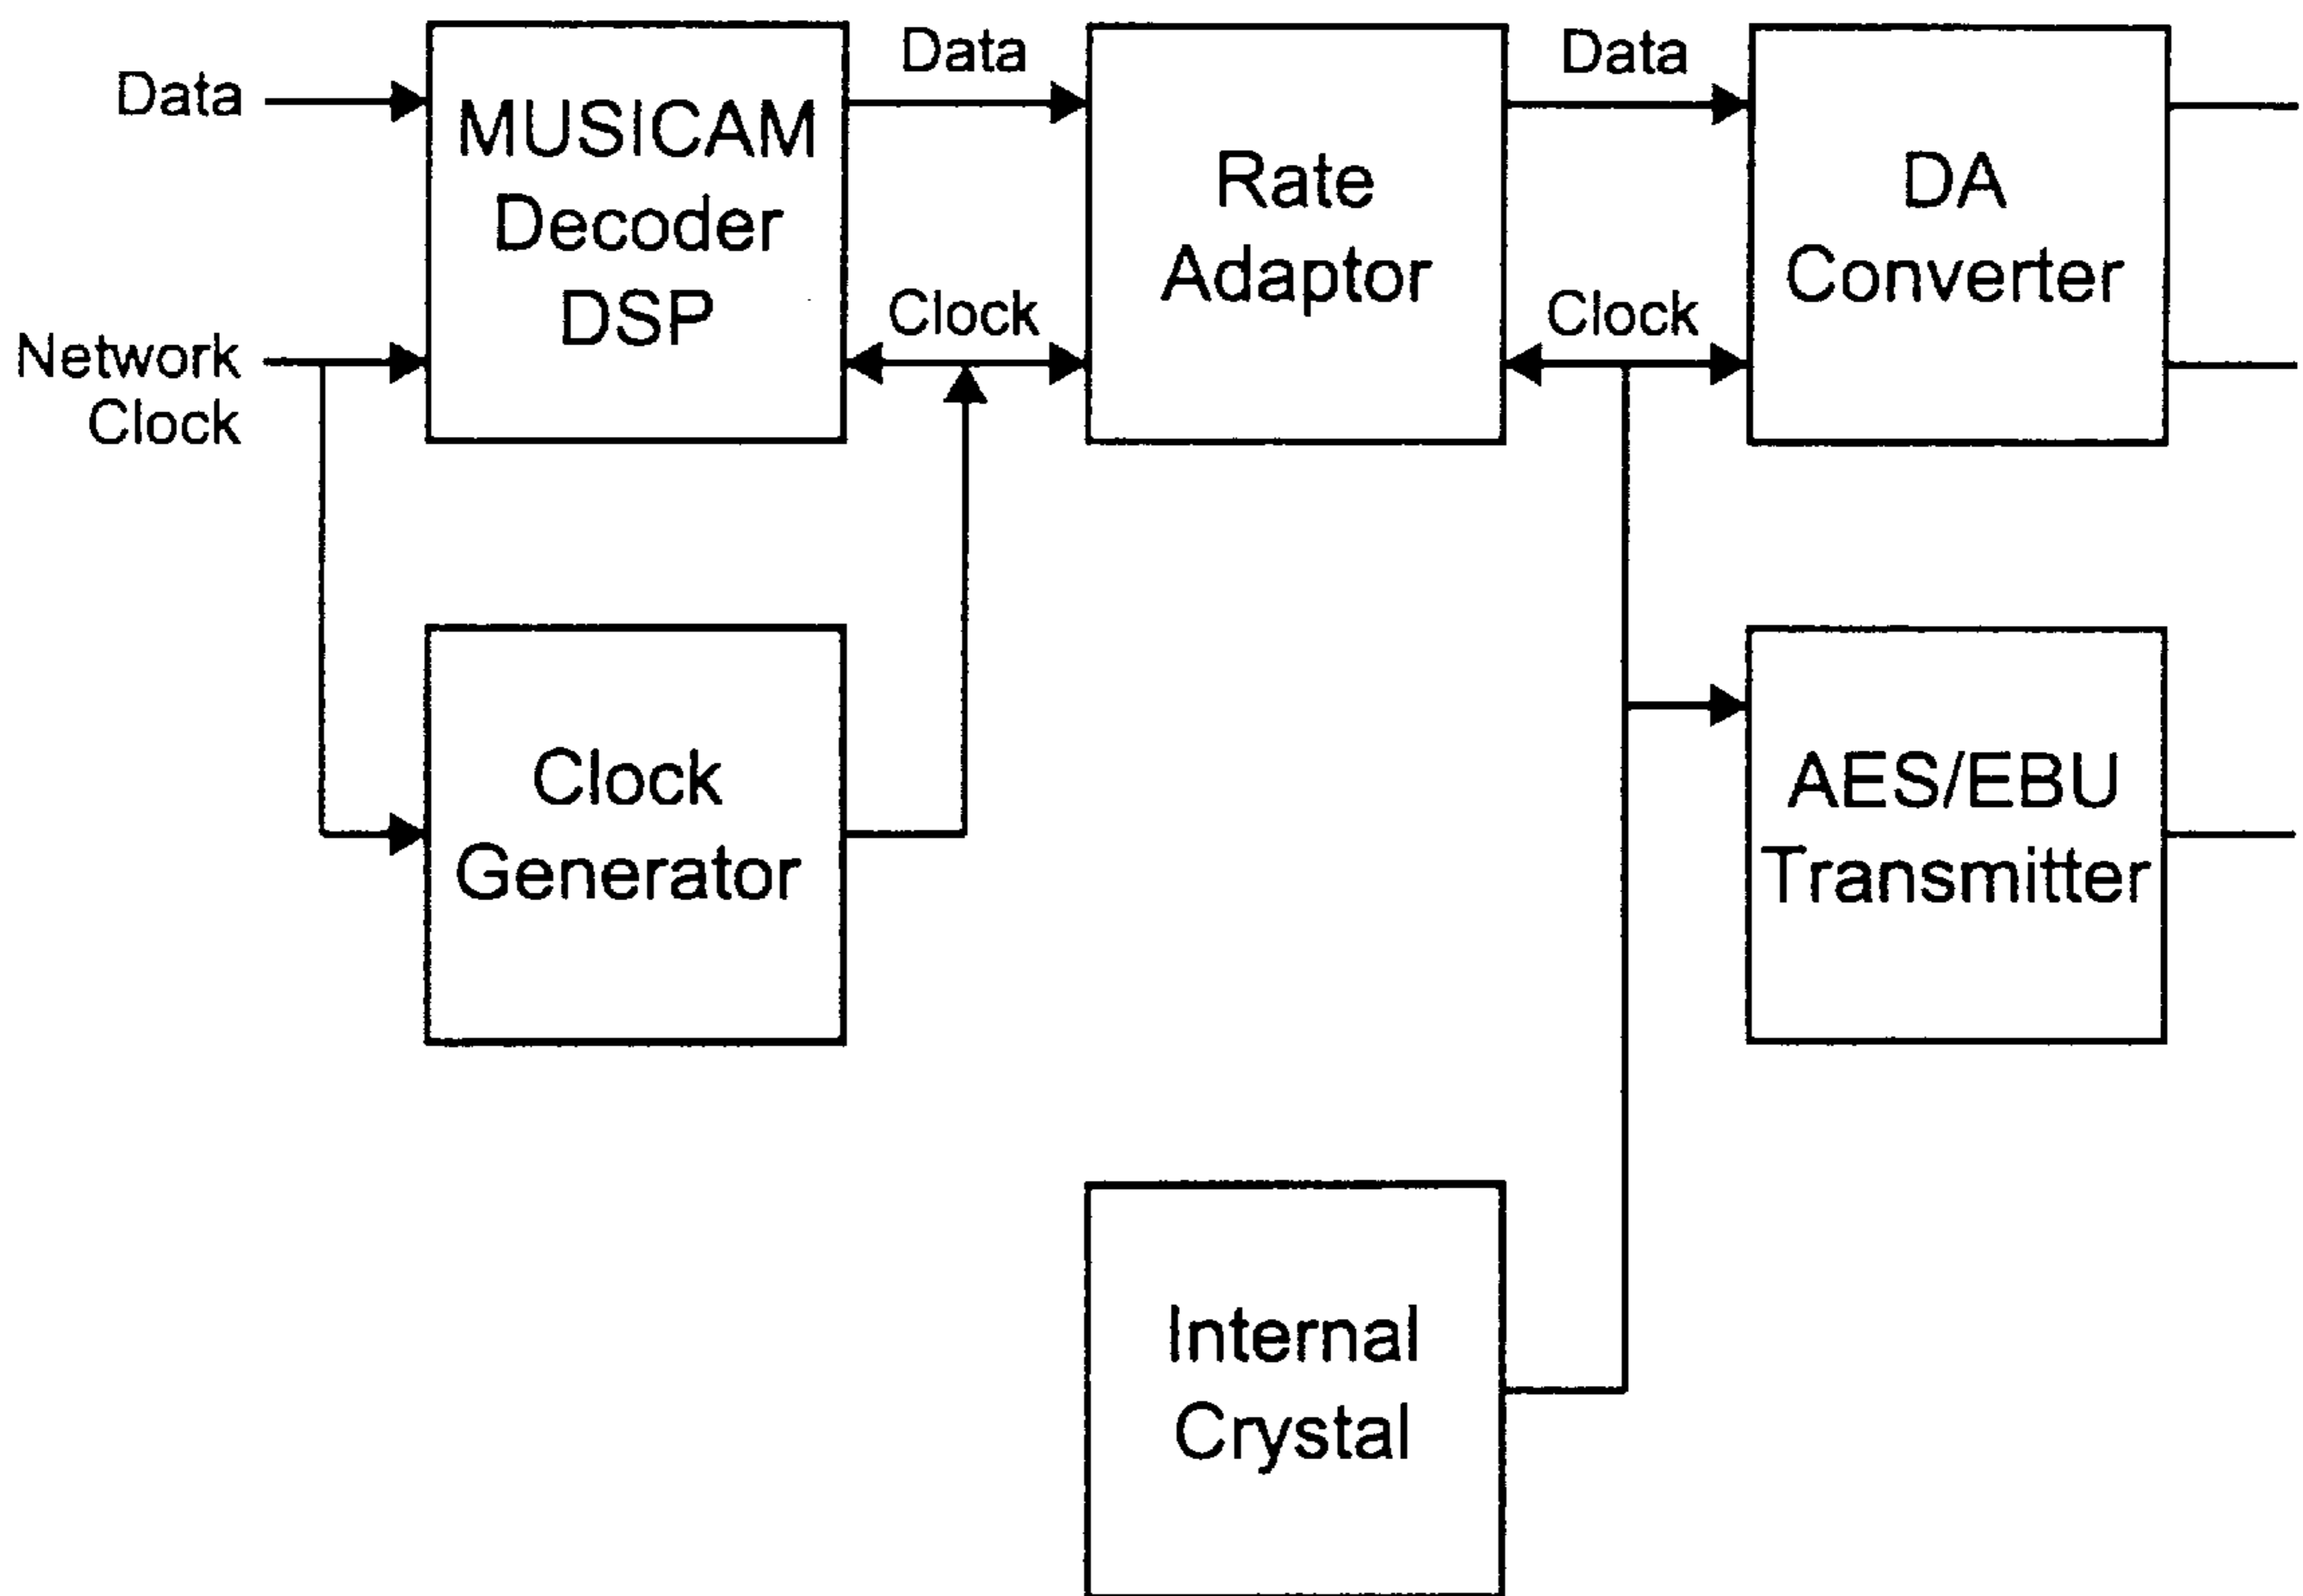 Data
Network
Clock
MUSICAM
Decoder
DSP
Data
Clock
Rate
Adaptor
Data
Clock
DA
Converter
Clock
Generator
AES/EBU
Transmitter
Internal
Crystal